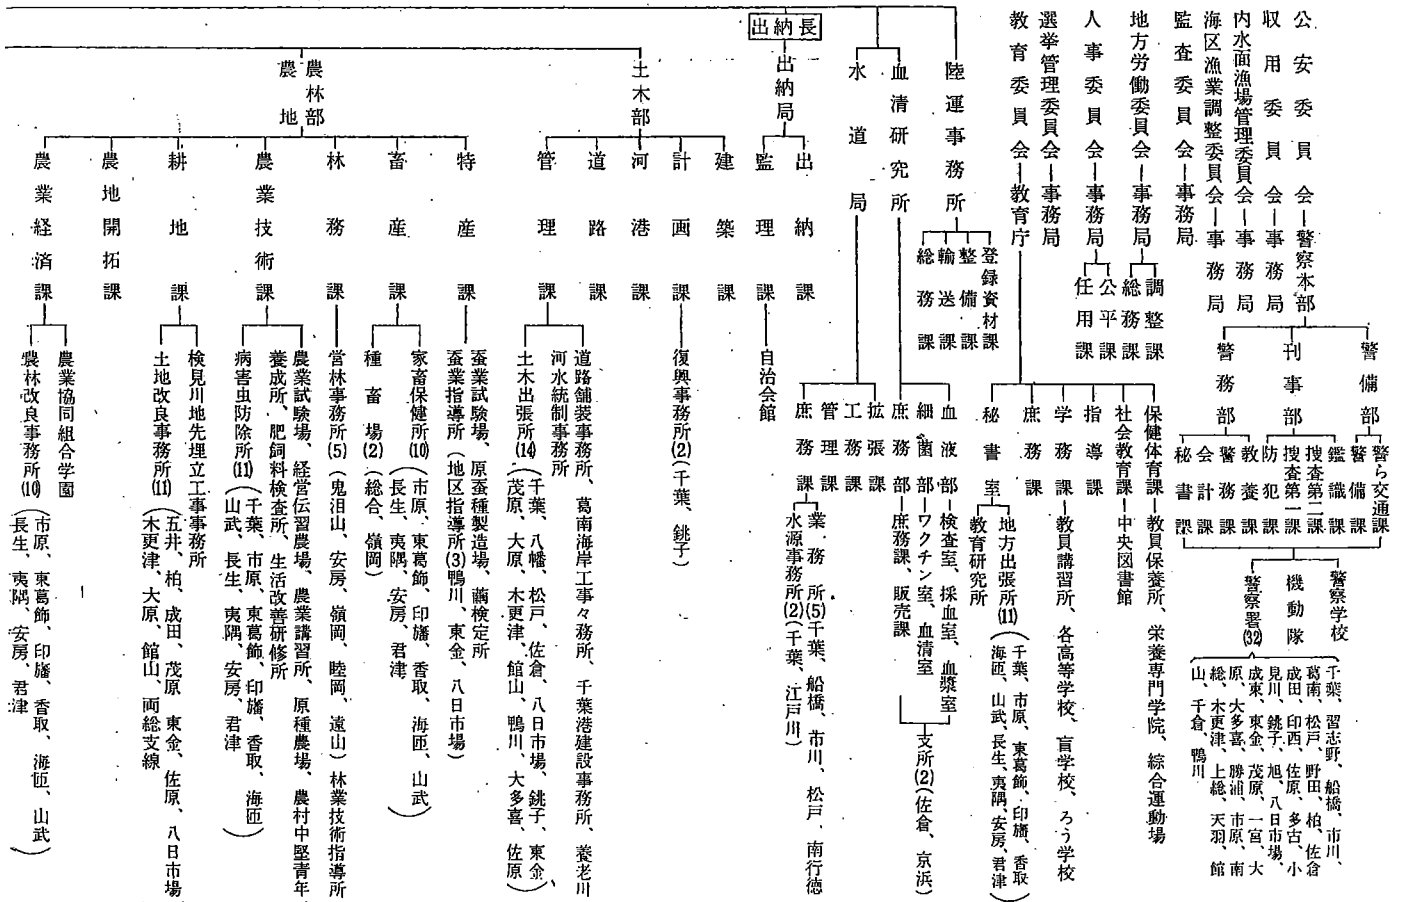 公安委員会―警察本部
収用委員会―事務局
内水面漁場管理委員会―事務局
海区漁業調整委員会―事務局
監査委員会―事務局
地方労働委員会―事務局
人事委員会―事務局
選挙管理委員会―事務局
教育委員会―教育庁
警備部
刑事部
警務部
警ら交通課
警備課
鑑識課
捜査第二課
捜査第一課
防犯課
教養課
警務課
会計課
秘書課
警察学校
機動隊
警察署(32)
千葉、習志野、船橋、市川、
葛南、松戸、野田、柏、佐倉
成田、印西、佐原、多古、小
見川、銚子、旭、八日市場、
成東、東金、茂原、一宮、大
原、大多喜、勝浦、市原、南
総、木更津、上総、天羽、館
山、千倉、鴨川
調整課
総務課
公平課
任用課
保健体育課―教員保養所、栄養専門学院、綜合運動場
社会教育課―中央図書館
指導課
学務課―教員講習所、各高等学校、盲学校、ろう学校
庶務課
秘書室
地方出張所(11)
(千葉、市原、東葛飾、印旛、香取
海匝、山武、長生、夷隅、安房、君津)
教育研究所
陸運事務所
登録資材課
整備課
輸送課
総務課
血清研究所
血液部―検査室、採血室、血漿室
細菌部―ワクチン室、血清室
庶務部―庶務課、販売課
支所(2)(佐倉、京浜)
水道局
拡張課
工務課
管理課
庶務課
業務所(5)千葉、船橋、市川、松戸、南行徳
水源事務所(2)(千葉、江戸川)
出納長
出納局
出納課
監理課
自治会館
土木部
建築課
計画課
復興事務所(2)(千葉、銚子)
河港課
道路課
管理課
道路舗装事務所、葛南海岸工事々務所、千葉港建設事務所、養老川
河水統制事務所
土木出張所(14)
(千葉、八幡、松戸、佐倉、八日市場、銚子、東金
茂原、大原、木更津、館山、鴨川、大多喜、佐原)
農林部
農地
特産課
蚕業試験場、原蚕種製造場、繭検定所
蚕業指導所(地区指導所(3)鴨川、東金、八日市場)
畜産課
家畜保健所(10)
(市原、東葛飾、印旛、香取、海匝、山武
長生、夷隅、安房、君津)
種畜場(2)(総合、嶺岡)
林務課
営林事務所(5)(鬼泪山、安房、嶺岡、睦岡、遠山)林業技術指導所
農業技術課
農業試験場、経営伝習農場、農業講習所、原種農場、農村中堅青年
養成所、肥飼料検査所、生活改善研修所
病害虫防除所(11)
(千葉、市原、東葛飾、印旛、香取、海匝
山武、長生、夷隅、安房、君津)
耕地課
検見川地先埋立工事事務所
土地改良事務所(11)
(五井、柏、成田、茂原、東金、佐原、八日市場
木更津、大原、館山、両総支線
農地開拓課
農業経済課
農業協同組合学園
農林改良事務所(10)
(市原、東葛飾、印旛、香取、海匝、山武
長生、夷隅、安房、君津)